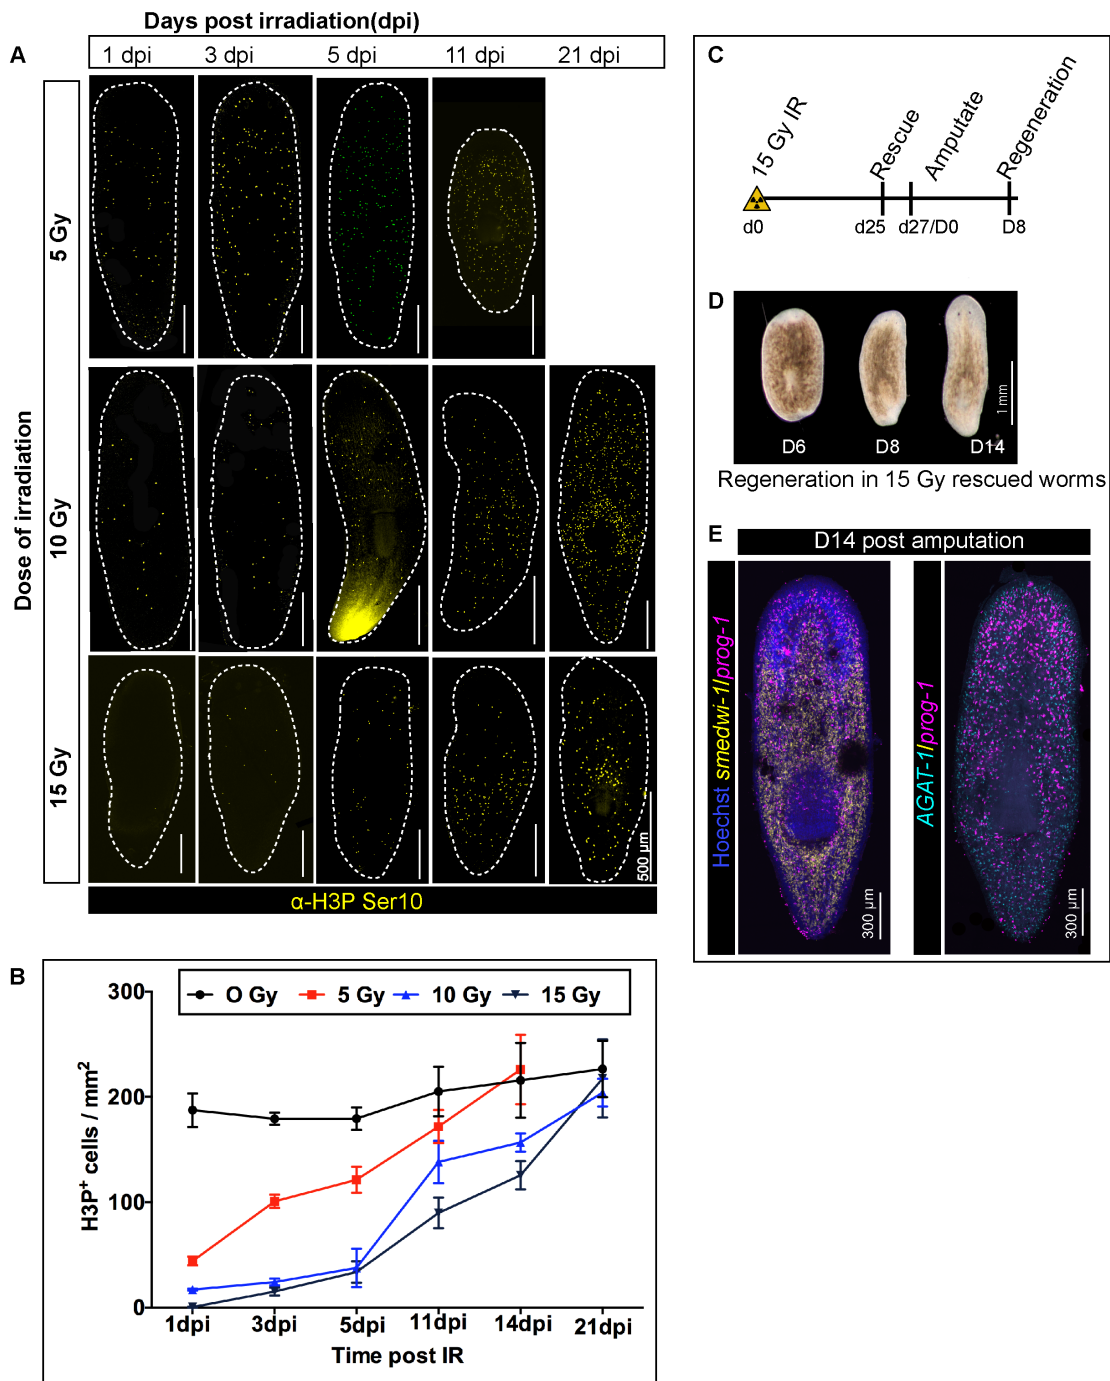 Days post irradiation(dpi)
A
1 dpi 3 dpi 5 dpi 11 dpi 21 dpi
Dose of irradiation
5 Gy
10 Gy
15 Gy
500 µm
α-H3P Ser10
B
O Gy 5 Gy 10 Gy 15 Gy
H3P+ cells / mm2
300
200
100
0
1dpi 3dpi 5dpi 11dpi 14dpi 21dpi
Time post IR
C
15 Gy IR Rescue Amputate Regeneration
d0 d25 d27/D0 D8
D
1 mm
D6 D8 D14
Regeneration in 15 Gy rescued worms
E
D14 post amputation
Hoechst smedwi-1/prog-1
300 µm
AGAT-1/prog-1
300 µm